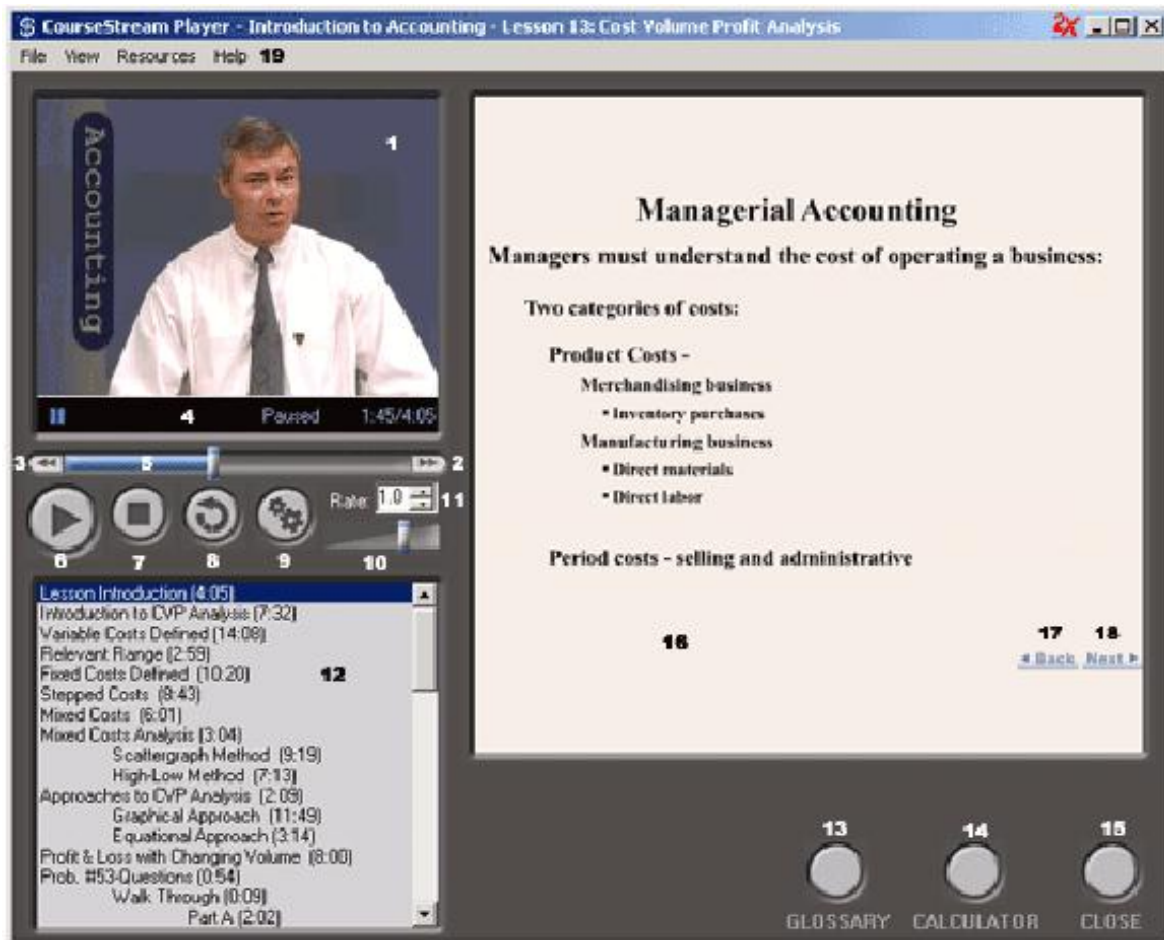 CourseStream Player - Introduction to Accounting - Lesson 13: Cost Volume Profit Analysis
2X
File View Resources Help 19
Accounting
1
4 Paused 1:45/4:05
3 5 2
Rate: 1.0 11
6 7 8 9 10
Lesson Introduction (4:05)
Introduction to CVP Analysis (7:32)
Variable Costs Defined (14:08)
Relevant Range (2:59)
Fixed Costs Defined (10:20) 12
Stepped Costs (8:43)
Mixed Costs (6:01)
Mixed Costs Analysis (3:04)
Scattergraph Method (9:19)
High-Low Method (7:13)
Approaches to CVP Analysis (2:09)
Graphical Approach (11:49)
Equational Approach (3:14)
Profit & Loss with Changing Volume (8:00)
Prob. #53-Questions (0:54)
Walk Through (0:09)
Part A (2:02)
Managerial Accounting
Managers must understand the cost of operating a business:
Two categories of costs:
Product Costs -
Merchandising business
▪ Inventory purchases
Manufacturing business
▪ Direct materials
▪ Direct labor
Period costs - selling and administrative
16
17 18
Back Next
13 14 15
GLOSSARY CALCULATOR CLOSE